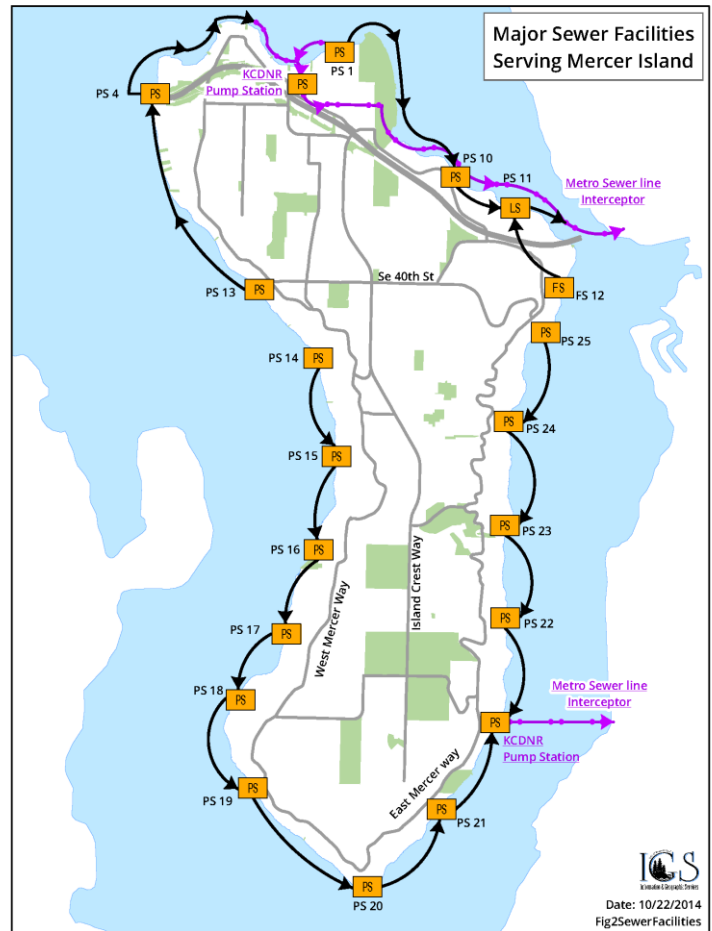 Major Sewer Facilities
Serving Mercer Island
PS
PS 1
KCDNR
Pump Station
PS
PS 4
PS
PS 10
PS
PS 11
LS
Metro Sewer line
Interceptor
Se 40th St
PS 13
PS
FS
FS 12
PS
PS 25
PS 14
PS
PS
PS 24
PS 15
PS
PS
PS 23
PS 16
PS
Island Crest Way
West Mercer Way
PS
PS 22
PS 17
PS
PS 18
PS
Metro Sewer line
Interceptor
PS
KCDNR
Pump Station
PS 19
PS
East Mercer way
PS
PS 21
PS
PS 20
IGS
Information & Geographic Services
Date: 10/22/2014
Fig2SewerFacilities